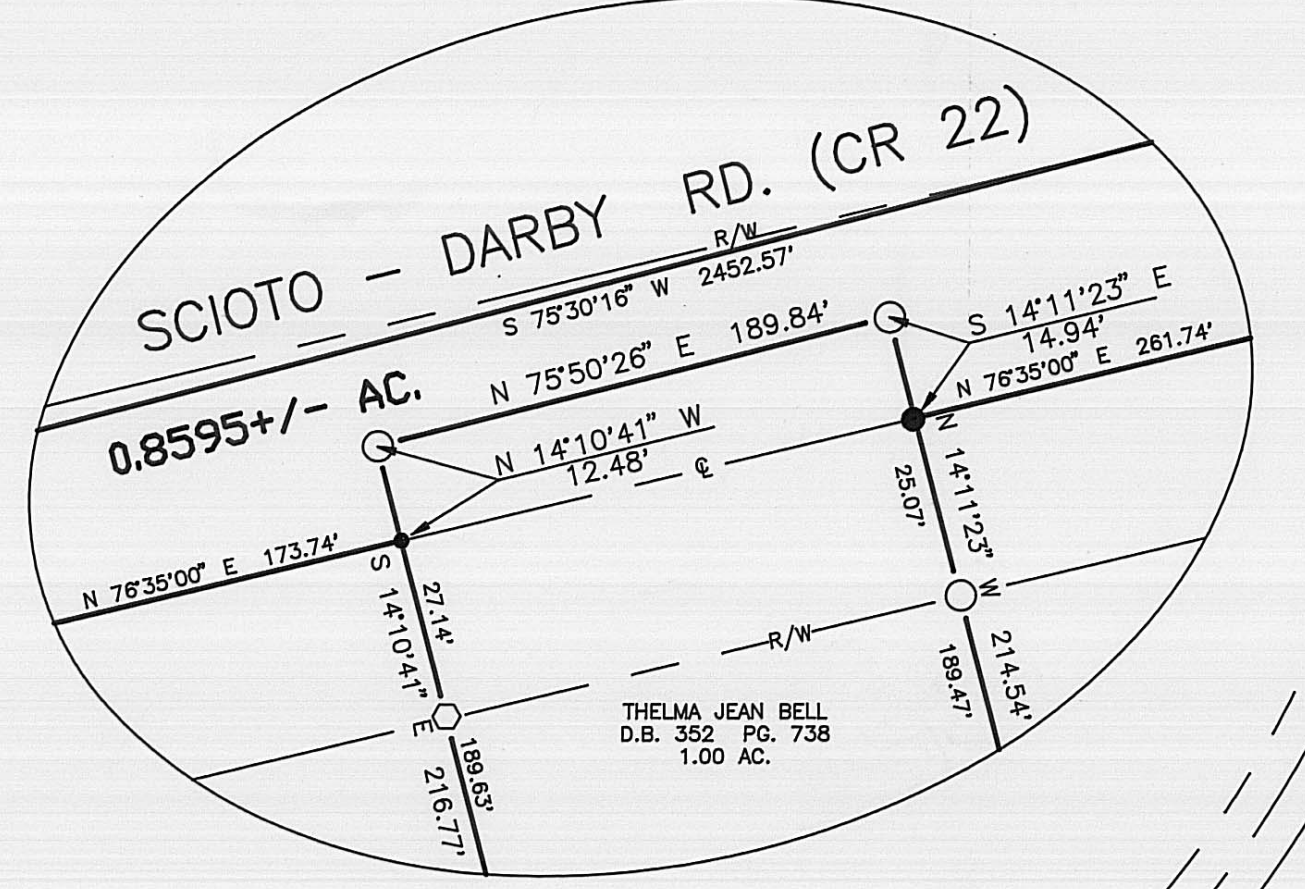 SCIOTO - DARBY RD. (CR 22)
R/W
S 75°30'16" W 2452.57'
0.8595+/- AC.
N 75°50'26" E 189.84'
S 14°11'23" E
14.94'
N 76°35'00" E 261.74'
N 14°10'41" W
12.48'
℄
N 76°35'00" E 173.74'
S 14°10'41" E
27.14'
N 14°11'23" W
25.07'
R/W
189.63'
216.77'
189.47'
214.54'
THELMA JEAN BELL
D.B. 352 PG. 738
1.00 AC.